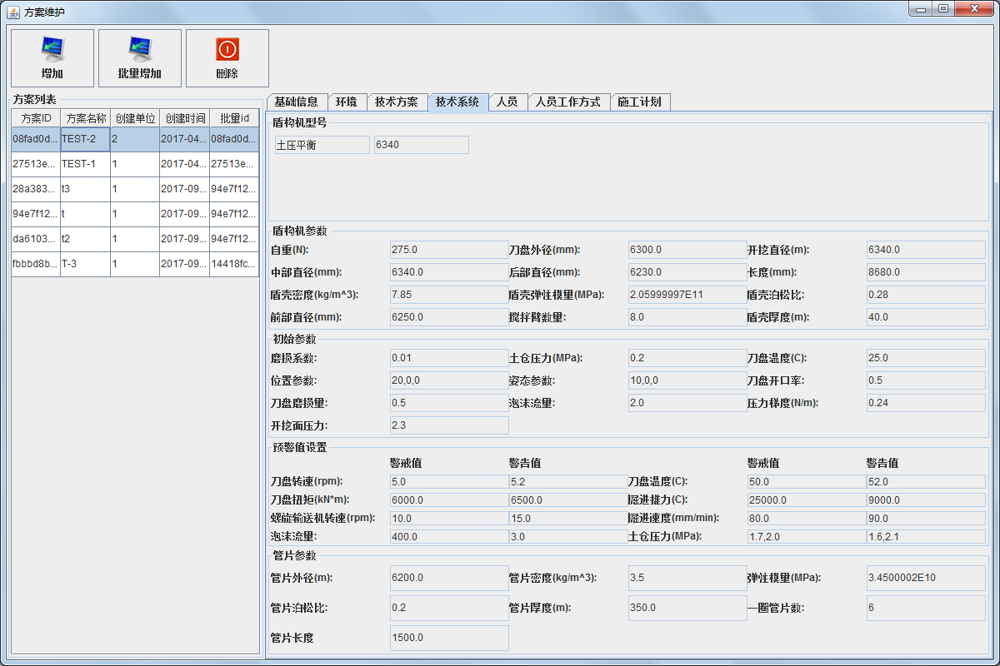 方案维护
增加 批量增加 删除
方案列表
方案ID 方案名称 创建单位 创建时间 批量id
08fad0d... TEST-2 2 2017-04... 08fad0d...
27513e... TEST-1 1 2017-04... 27513e...
28a383... t3 1 2017-09... 94e7f12...
94e7f12... t 1 2017-09... 94e7f12...
da6103... t2 1 2017-09... 94e7f12...
fbbbd8b... T-3 1 2017-09... 14418fc...
基础信息 环境 技术方案 技术系统 人员 人员工作方式 施工计划
盾构机型号
土压平衡 6340
盾构机参数
自重(N): 275.0 刀盘外径(mm): 6300.0 开挖直径(m): 6340.0
中部直径(mm): 6340.0 后部直径(mm): 6230.0 长度(mm): 8680.0
盾壳密度(kg/m^3): 7.85 盾壳弹性模量(MPa): 2.05999997E11 盾壳泊松比: 0.28
前部直径(mm): 6250.0 搅拌臂数量: 8.0 盾壳厚度(m): 40.0
初始参数
磨损系数: 0.01 土仓压力(MPa): 0.2 刀盘温度(C): 25.0
位置参数: 20,0,0 姿态参数: 10,0,0 刀盘开口率: 0.5
刀盘磨损量: 0.5 泡沫流量: 2.0 压力梯度(N/m): 0.24
开挖面压力: 2.3
预警值设置
警戒值 警告值 警戒值 警告值
刀盘转速(rpm): 5.0 5.2 刀盘温度(C): 50.0 52.0
刀盘扭矩(kN*m): 6000.0 6500.0 掘进推力(C): 25000.0 9000.0
螺旋输送机转速(rpm): 10.0 15.0 掘进速度(mm/min): 80.0 90.0
泡沫流量: 400.0 3.0 土仓压力(MPa): 1.7,2.0 1.6,2.1
管片参数
管片外径(m): 6200.0 管片密度(kg/m^3): 3.5 弹性模量(MPa): 3.4500002E10
管片泊松比: 0.2 管片厚度(m): 350.0 一圈管片数: 6
管片长度 1500.0